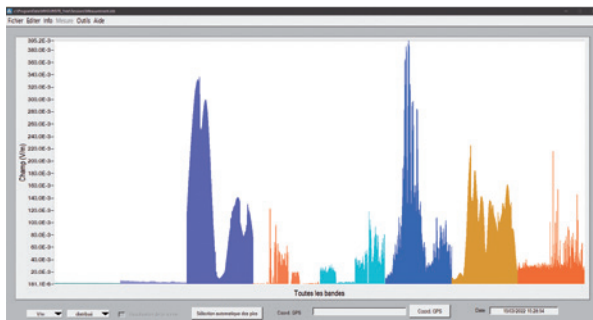 Fichier Editer Info Mesure Outils Aide
395.2E-3
380.0E-3
360.0E-3
340.0E-3
320.0E-3
300.0E-3
280.0E-3
260.0E-3
240.0E-3
220.0E-3
200.0E-3
180.0E-3
160.0E-3
140.0E-3
120.0E-3
100.0E-3
80.0E-3
60.0E-3
40.0E-3
20.0E-3
181.1E-6
Champ (V/m)
Toutes les bandes
V/m
Sélection automatique des pics
Coord. GPS
Coord. GPS
Date